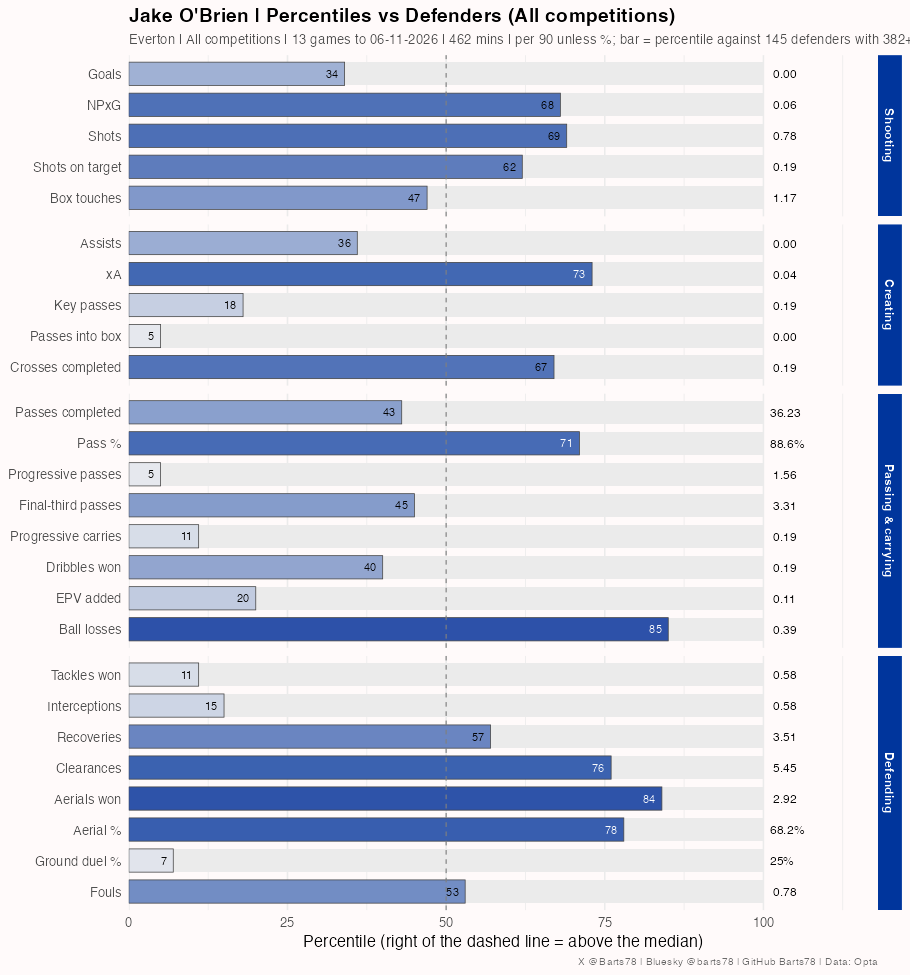 Jake O'Brien | Percentiles vs Defenders (All competitions)
Everton | All competitions | 13 games to 06-11-2026 | 462 mins | per 90 unless %; bar = percentile against 145 defenders with 382+
Goals 34 0.00
NPxG 68 0.06
Shots 69 0.78
Shots on target 62 0.19
Box touches 47 1.17
Shooting
Assists 36 0.00
xA 73 0.04
Key passes 18 0.19
Passes into box 5 0.00
Crosses completed 67 0.19
Creating
Passes completed 43 36.23
Pass % 71 88.6%
Progressive passes 5 1.56
Final-third passes 45 3.31
Progressive carries 11 0.19
Dribbles won 40 0.19
EPV added 20 0.11
Ball losses 85 0.39
Passing & carrying
Tackles won 11 0.58
Interceptions 15 0.58
Recoveries 57 3.51
Clearances 76 5.45
Aerials won 84 2.92
Aerial % 78 68.2%
Ground duel % 7 25%
Fouls 53 0.78
Defending
0 25 50 75 100
Percentile (right of the dashed line = above the median)
X @Barts78 | Bluesky @barts78 | GitHub Barts78 | Data: Opta